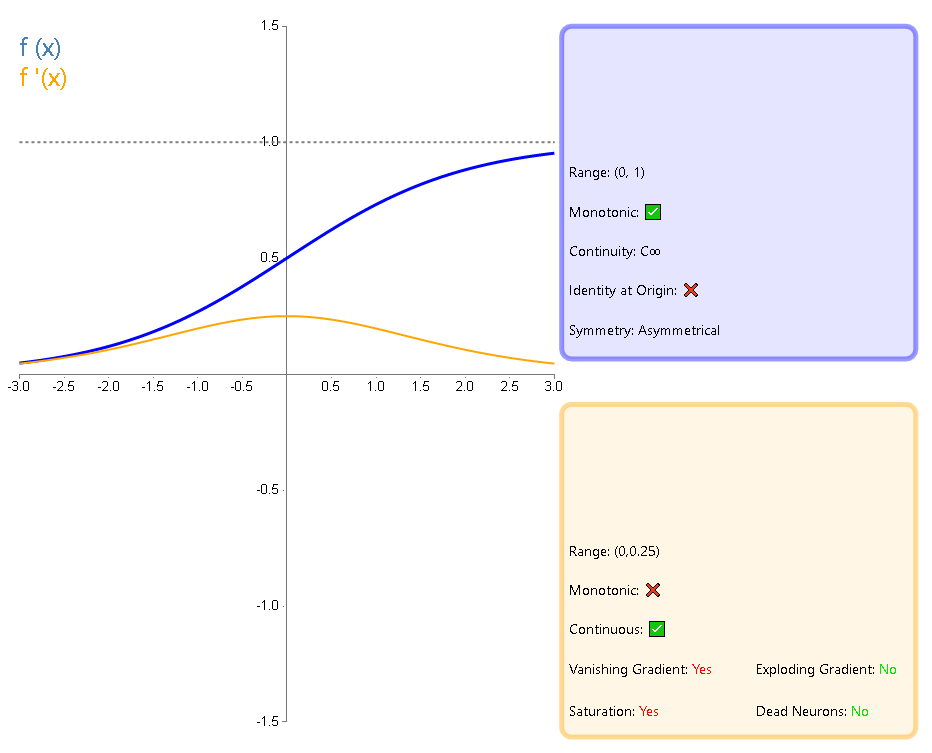 f (x)
f '(x)
1.5
1.0
0.5
-3.0 -2.5 -2.0 -1.5 -1.0 -0.5 0.5 1.0 1.5 2.0 2.5 3.0
-0.5
-1.0
-1.5
Range: (0, 1)
Monotonic: ✅
Continuity: C∞
Identity at Origin: ❌
Symmetry: Asymmetrical
Range: (0,0.25)
Monotonic: ❌
Continuous: ✅
Vanishing Gradient: Yes Exploding Gradient: No
Saturation: Yes Dead Neurons: No